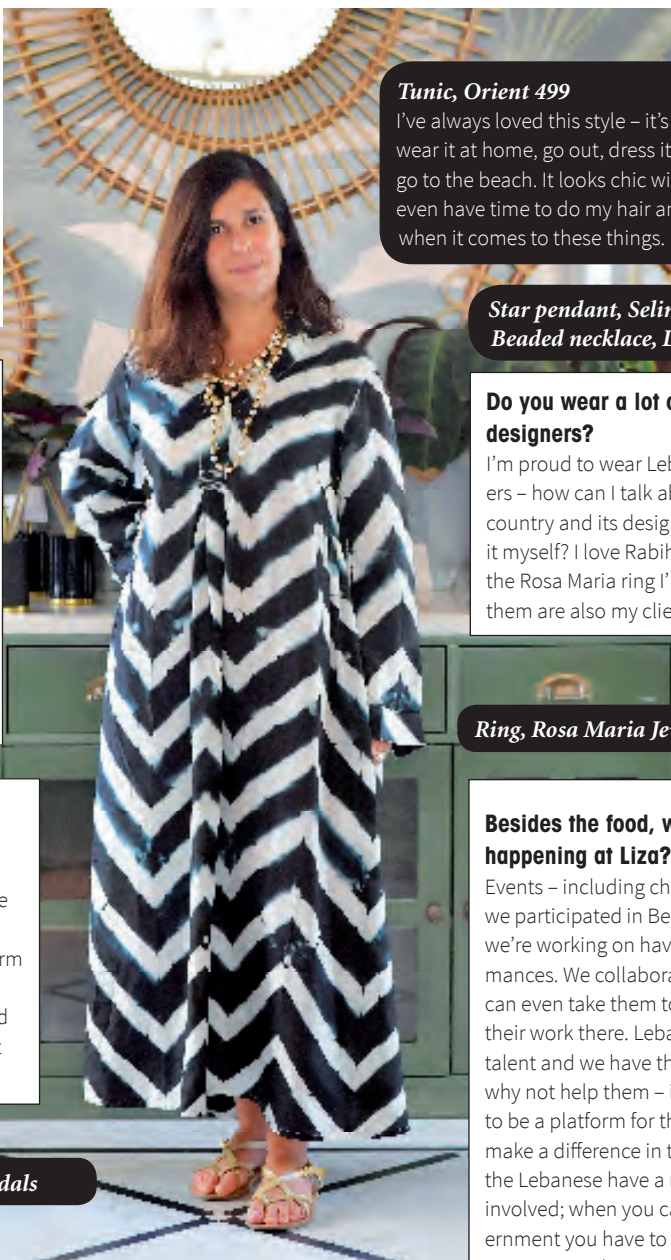 e
rm
d
dals
Tunic, Orient 499
I’ve always loved this style – it’s
wear it at home, go out, dress it
go to the beach. It looks chic wi
even have time to do my hair an
when it comes to these things.
Star pendant, Selin
Beaded necklace,
Do you wear a lot o
designers?
I’m proud to wear Leb
ers – how can I talk ab
country and its desig
it myself? I love Rabih
the Rosa Maria ring I’
them are also my clie
Ring, Rosa Maria Je
Besides the food, w
happening at Liza?
Events – including ch
we participated in Be
we’re working on hav
mances. We collabora
can even take them to
their work there. Leba
talent and we have th
why not help them – i
to be a platform for th
make a difference in t
the Lebanese have a
involved; when you ca
ernment you have to